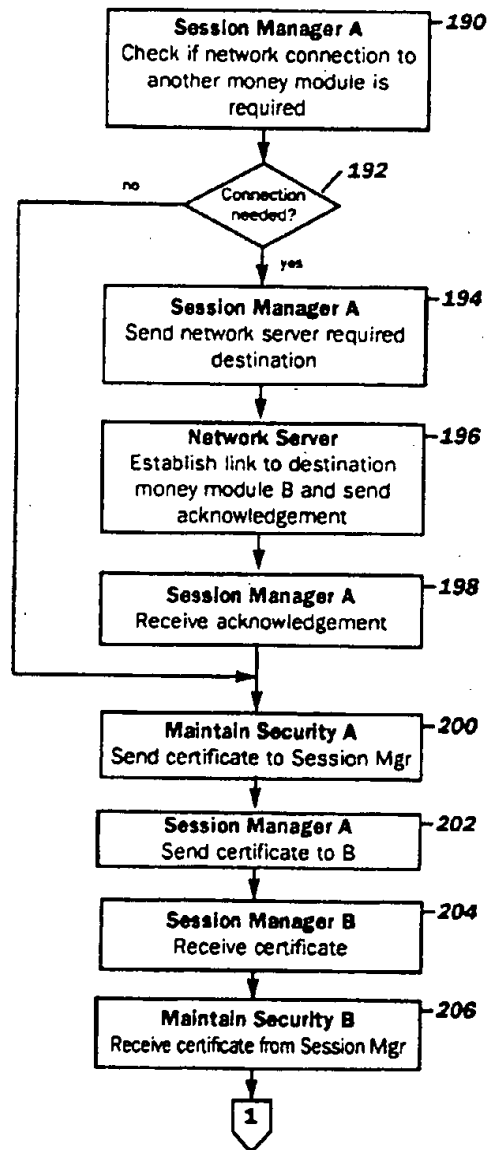 Session Manager A
190
Check if network connection to
another money module is
required
192
no
Connection
needed?
yes
Session Manager A
194
Send network server required
destination
Network Server
196
Establish link to destination
money module B and send
acknowledgement
198
Session Manager A
Receive acknowledgement
Maintain Security A
200
Send certificate to Session Mgr
202
Session Manager A
Send certificate to B
204
Session Manager B
Receive certificate
206
Maintain Security B
Receive certificate from Session Mgr
1